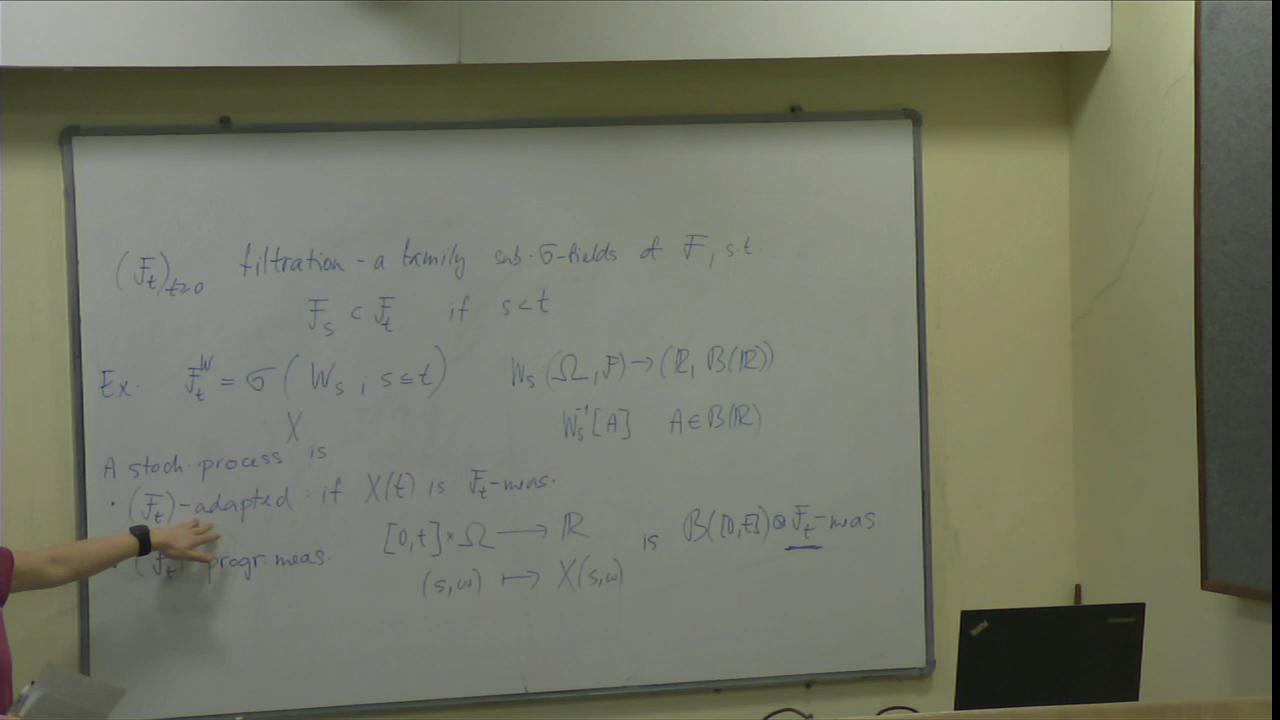 (F_t)_{t≥0} filtration - a family sub-σ-fields of F, s.t
F_s ⊂ F_t if s<t
Ex. F_t^W = σ( W_s ; s≤t) W_s (Ω, F) → (ℝ, B(ℝ))
X W_s^{-1}[A] A∈B(ℝ)
A stoch. process is
· (F_t)-adapted if X(t) is F_t-meas.
· (F_t) progr. meas. [0,t]×Ω → ℝ is B([0,t])⊗F_t-meas
(s,ω) ↦ X(s,ω)
ThinkPad